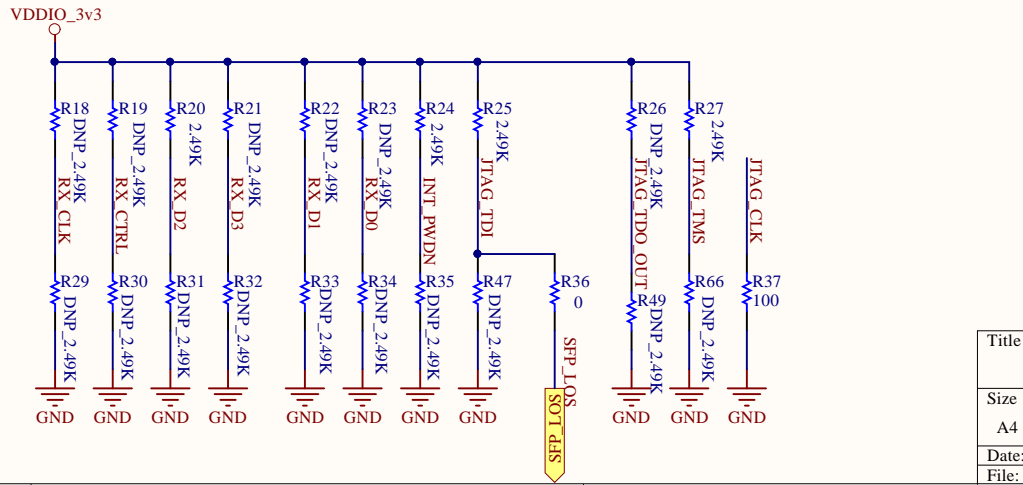 VDDIO_3v3
R18
DNP_2.49K
RX_CLK
R19
DNP_2.49K
RX_CTRL
R20
2.49K
RX_D2
R21
DNP_2.49K
RX_D3
R22
DNP_2.49K
RX_D1
R23
DNP_2.49K
RX_D0
R24
2.49K
INT_PWDN
R25
2.49K
JTAG_TDI
R26
DNP_2.49K
JTAG_TDO_OUT
R27
2.49K
JTAG_TMS
JTAG_CLK
R29
DNP_2.49K
R30
DNP_2.49K
R31
DNP_2.49K
R32
DNP_2.49K
R33
DNP_2.49K
R34
DNP_2.49K
R35
DNP_2.49K
R47
DNP_2.49K
R36
0
SFP_LOS
SFP_LOS
R49
DNP_2.49K
R66
DNP_2.49K
R37
100
GND
GND
GND
GND
GND
GND
GND
GND
GND
GND
GND
Title
Size
A4
Date:
File: